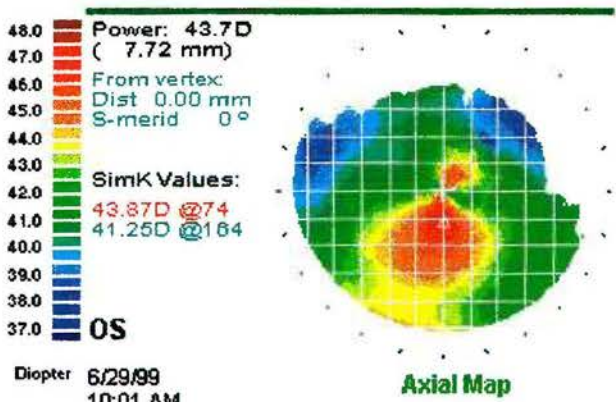 48.0
47.0
46.0
45.0
44.0
43.0
42.0
41.0
40.0
39.0
38.0
37.0
Diopter
Power: 43.7D
( 7.72 mm)
From vertex:
Dist 0.00 mm
S-merid 0 º
SimK Values:
43.87D @74
41.25D @164
OS
6/29/99
10:01 AM
Axial Map